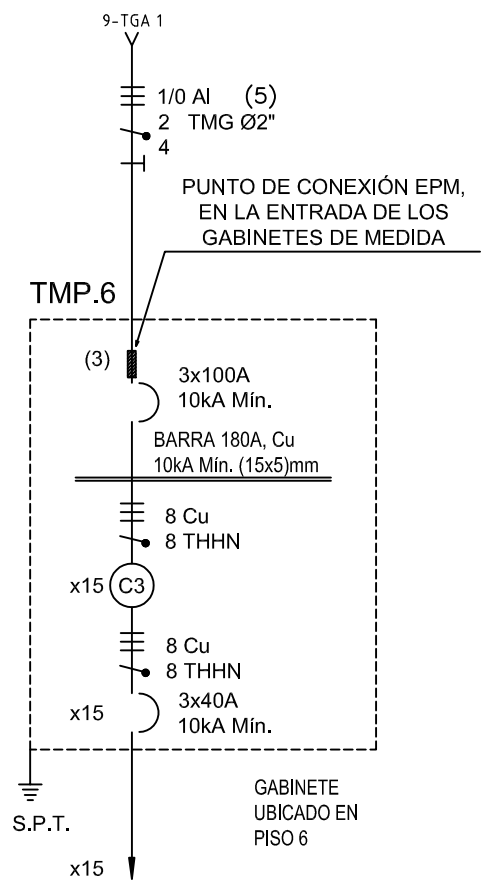 9-TGA 1
1/0 Al (5)
2 TMG Ø2"
4
PUNTO DE CONEXIÓN EPM,
EN LA ENTRADA DE LOS
GABINETES DE MEDIDA
TMP.6
(3)
3x100A
10kA Mín.
BARRA 180A, Cu
10kA Mín. (15x5)mm
8 Cu
8 THHN
x15 C3
8 Cu
8 THHN
x15 3x40A
10kA Mín.
S.P.T.
GABINETE
UBICADO EN
PISO 6
x15